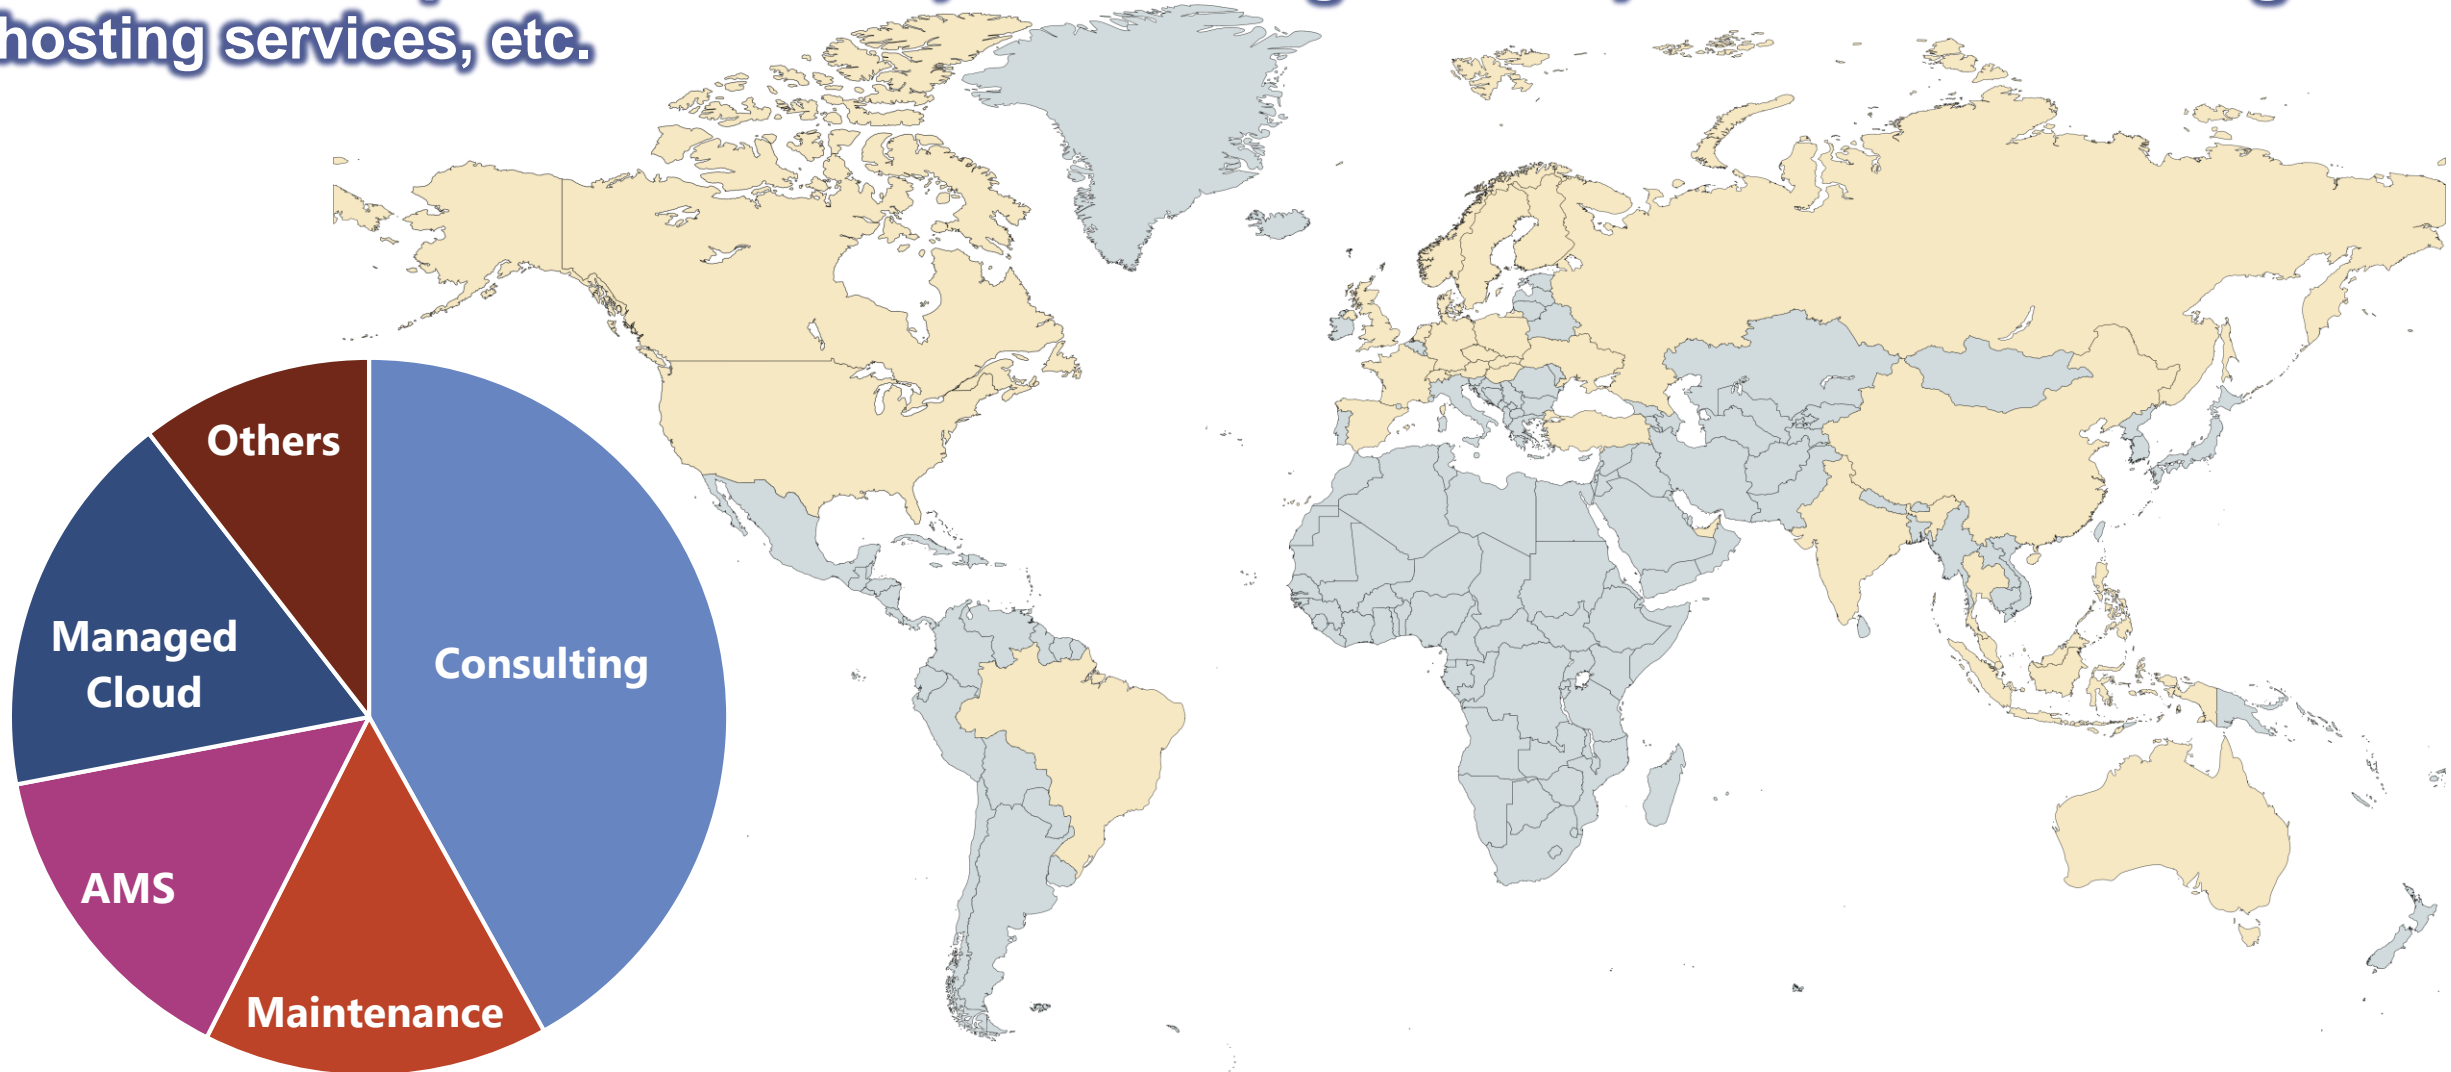 hosting services, etc.
Others
Consulting
Managed
Cloud
AMS
Maintenance